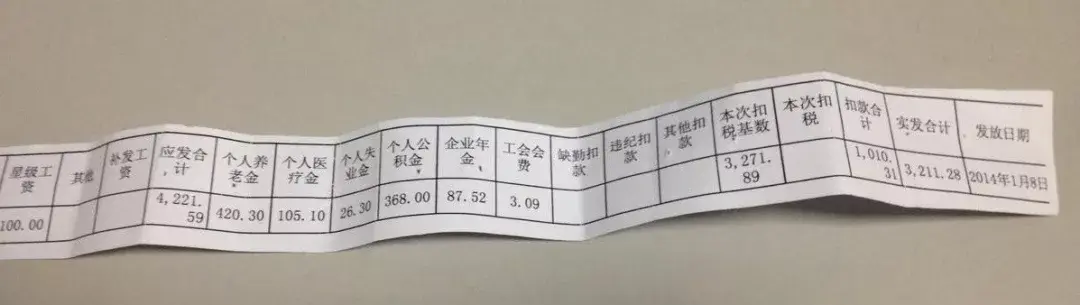 星级工资 其他 补发工资 应发合计 个人养老金 个人医疗金 个人失业金 个人公积金 企业年金 工会会费 缺勤扣款 违纪扣款 其他扣款 本次扣税基数 本次扣税 扣款合计 实发合计 发放日期
100.00 4,221.59 420.30 105.10 26.30 368.00 87.52 3.09 3,271.89 1,010.31 3,211.28 2014年1月8日